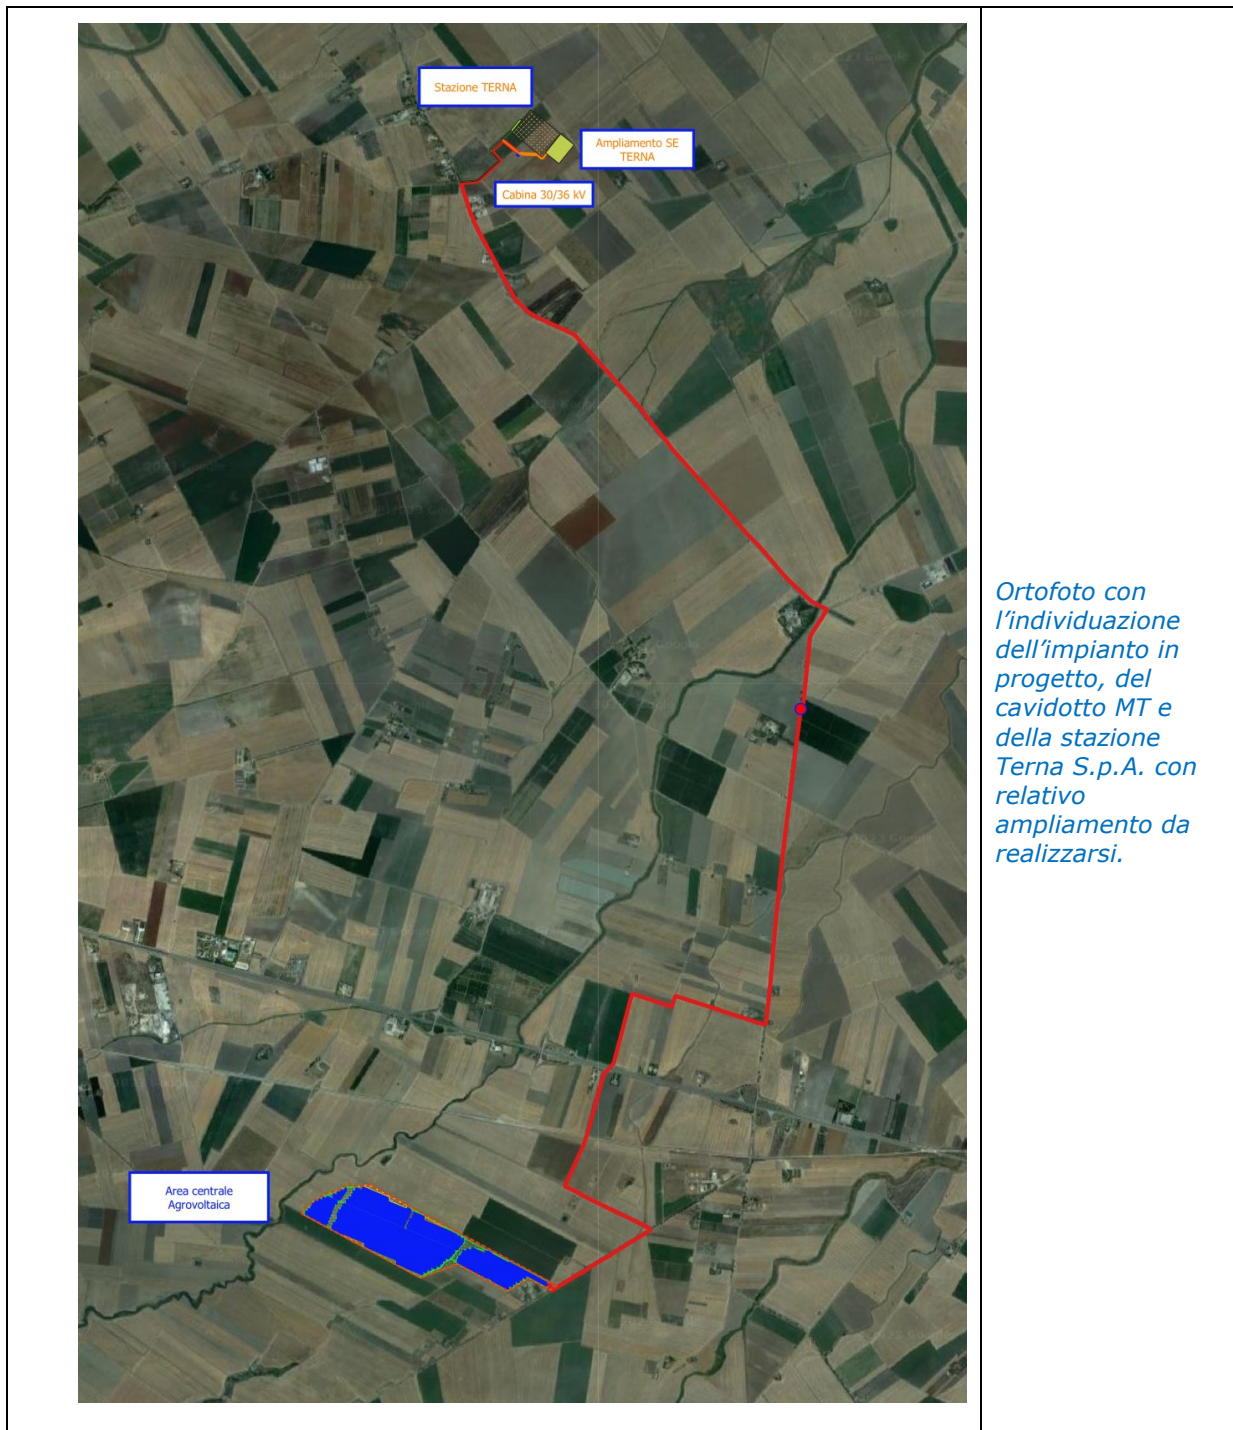 Stazione TERNA
Ampliamento SE
TERNA
Cabina 30/36 kV
Area centrale
Agrovoltaica
Ortofoto con
l’individuazione
dell’impianto in
progetto, del
cavidotto MT e
della stazione
Terna S.p.A. con
relativo
ampliamento da
realizzarsi.